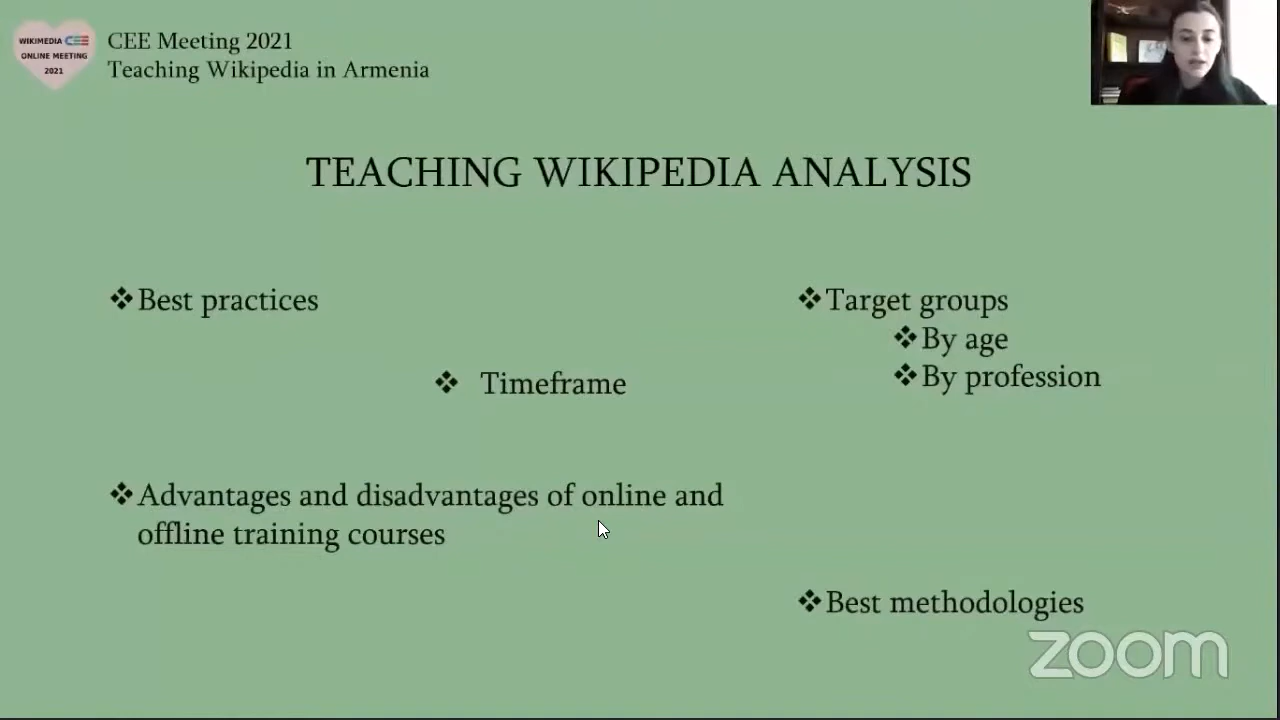 WIKIMEDIA CEE
ONLINE MEETING
2021
CEE Meeting 2021
Teaching Wikipedia in Armenia
TEACHING WIKIPEDIA ANALYSIS
❖Best practices
❖Target groups
❖By age
❖By profession
❖ Timeframe
❖Advantages and disadvantages of online and
offline training courses
❖Best methodologies
zoom